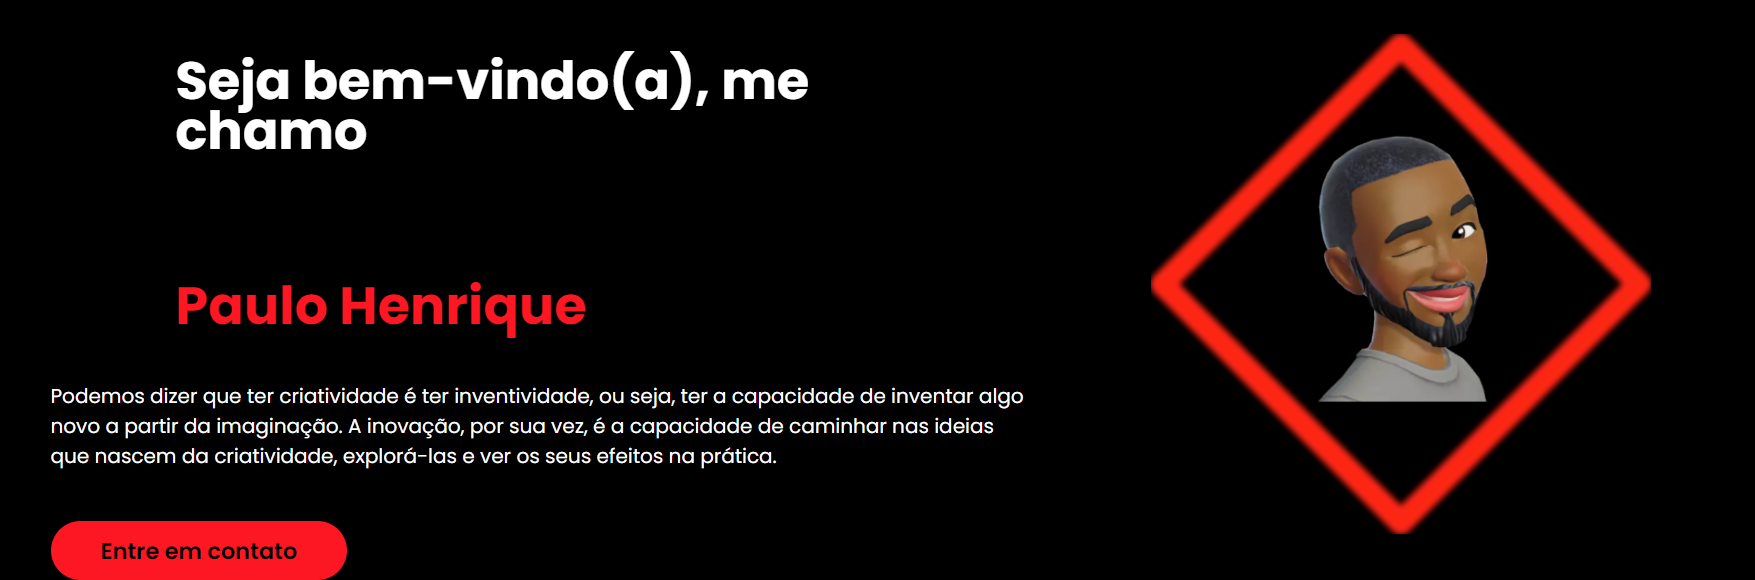 Seja bem-vindo(a), me
chamo
Paulo Henrique
Podemos dizer que ter criatividade é ter inventividade, ou seja, ter a capacidade de inventar algo
novo a partir da imaginação. A inovação, por sua vez, é a capacidade de caminhar nas ideias
que nascem da criatividade, explorá-las e ver os seus efeitos na prática.
Entre em contato